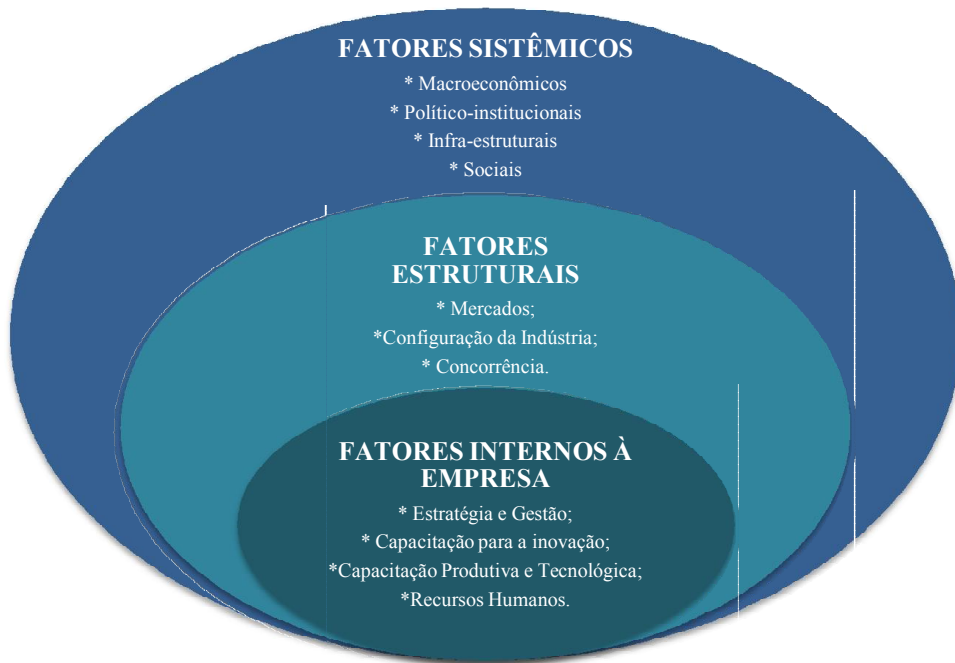 FATORES SISTÊMICOS
* Macroeconômicos
* Político-institucionais
* Infra-estruturais
* Sociais
FATORES
ESTRUTURAIS
* Mercados;
*Configuração da Indústria;
* Concorrência.
FATORES INTERNOS À
EMPRESA
* Estratégia e Gestão;
* Capacitação para a inovação;
*Capacitação Produtiva e Tecnológica;
*Recursos Humanos.